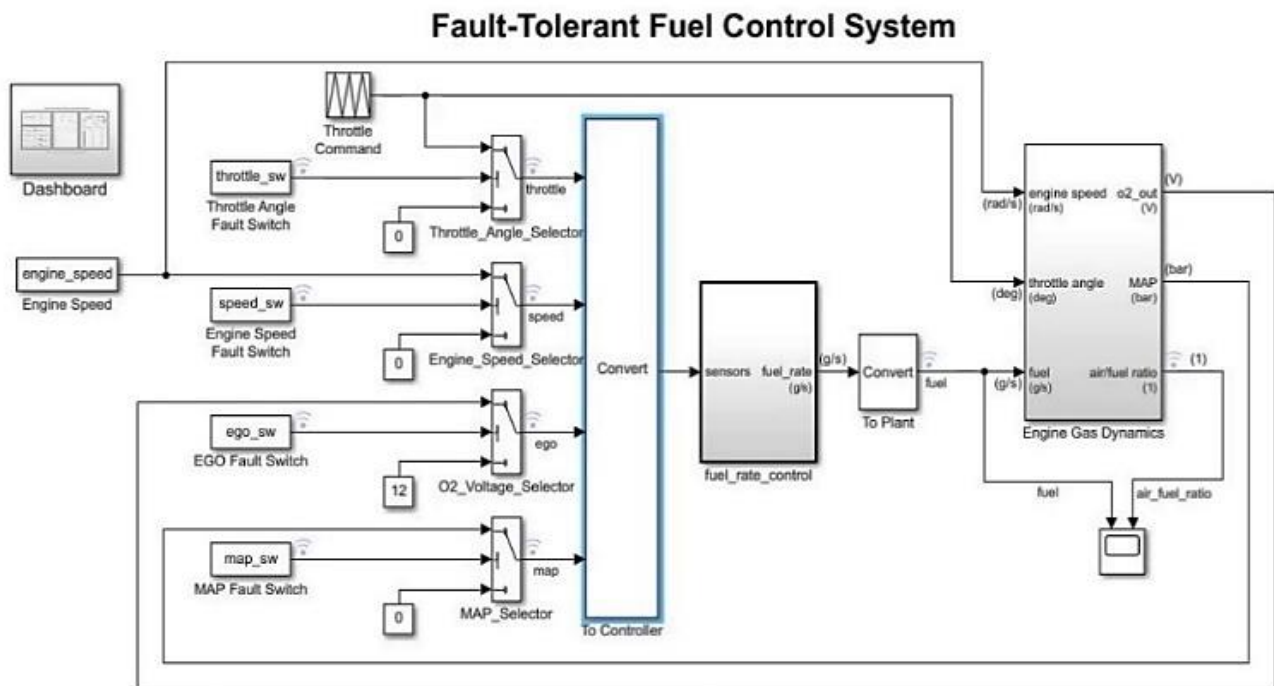 Fault-Tolerant Fuel Control System
Dashboard
Throttle
Command
throttle_sw
Throttle Angle
Fault Switch
0
throttle
Throttle_Angle_Selector
engine_speed
Engine Speed
speed_sw
Engine Speed
Fault Switch
0
speed
Engine_Speed_Selector
ego_sw
EGO Fault Switch
12
ego
O2_Voltage_Selector
map_sw
MAP Fault Switch
0
map
MAP_Selector
Convert
To Controller
sensors
fuel_rate
(g/s)
fuel_rate_control
(g/s)
Convert
To Plant
fuel
(rad/s)
engine speed
(rad/s)
o2_out
(V)
(V)
(deg)
throttle angle
(deg)
MAP
(bar)
(bar)
(g/s)
fuel
(g/s)
air/fuel ratio
(1)
(1)
Engine Gas Dynamics
fuel
air_fuel_ratio